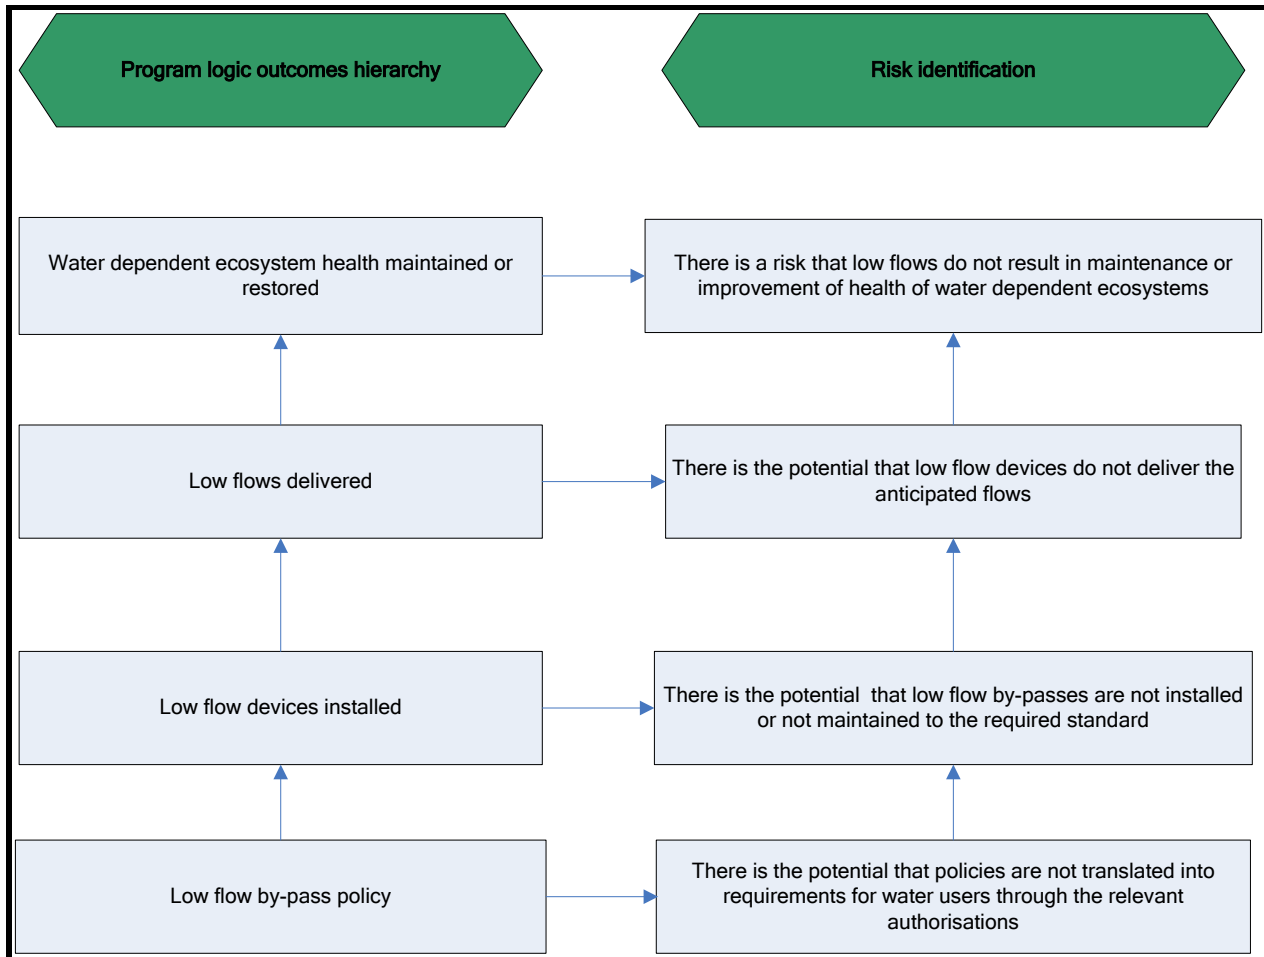 Program logic outcomes hierarchy
Risk identification
Water dependent ecosystem health maintained or
restored
There is a risk that low flows do not result in maintenance or
improvement of health of water dependent ecosystems
Low flows delivered
There is the potential that low flow devices do not deliver the
anticipated flows
Low flow devices installed
There is the potential  that low flow by-passes are not installed
or not maintained to the required standard
Low flow by-pass policy
There is the potential that policies are not translated into
requirements for water users through the relevant
authorisations